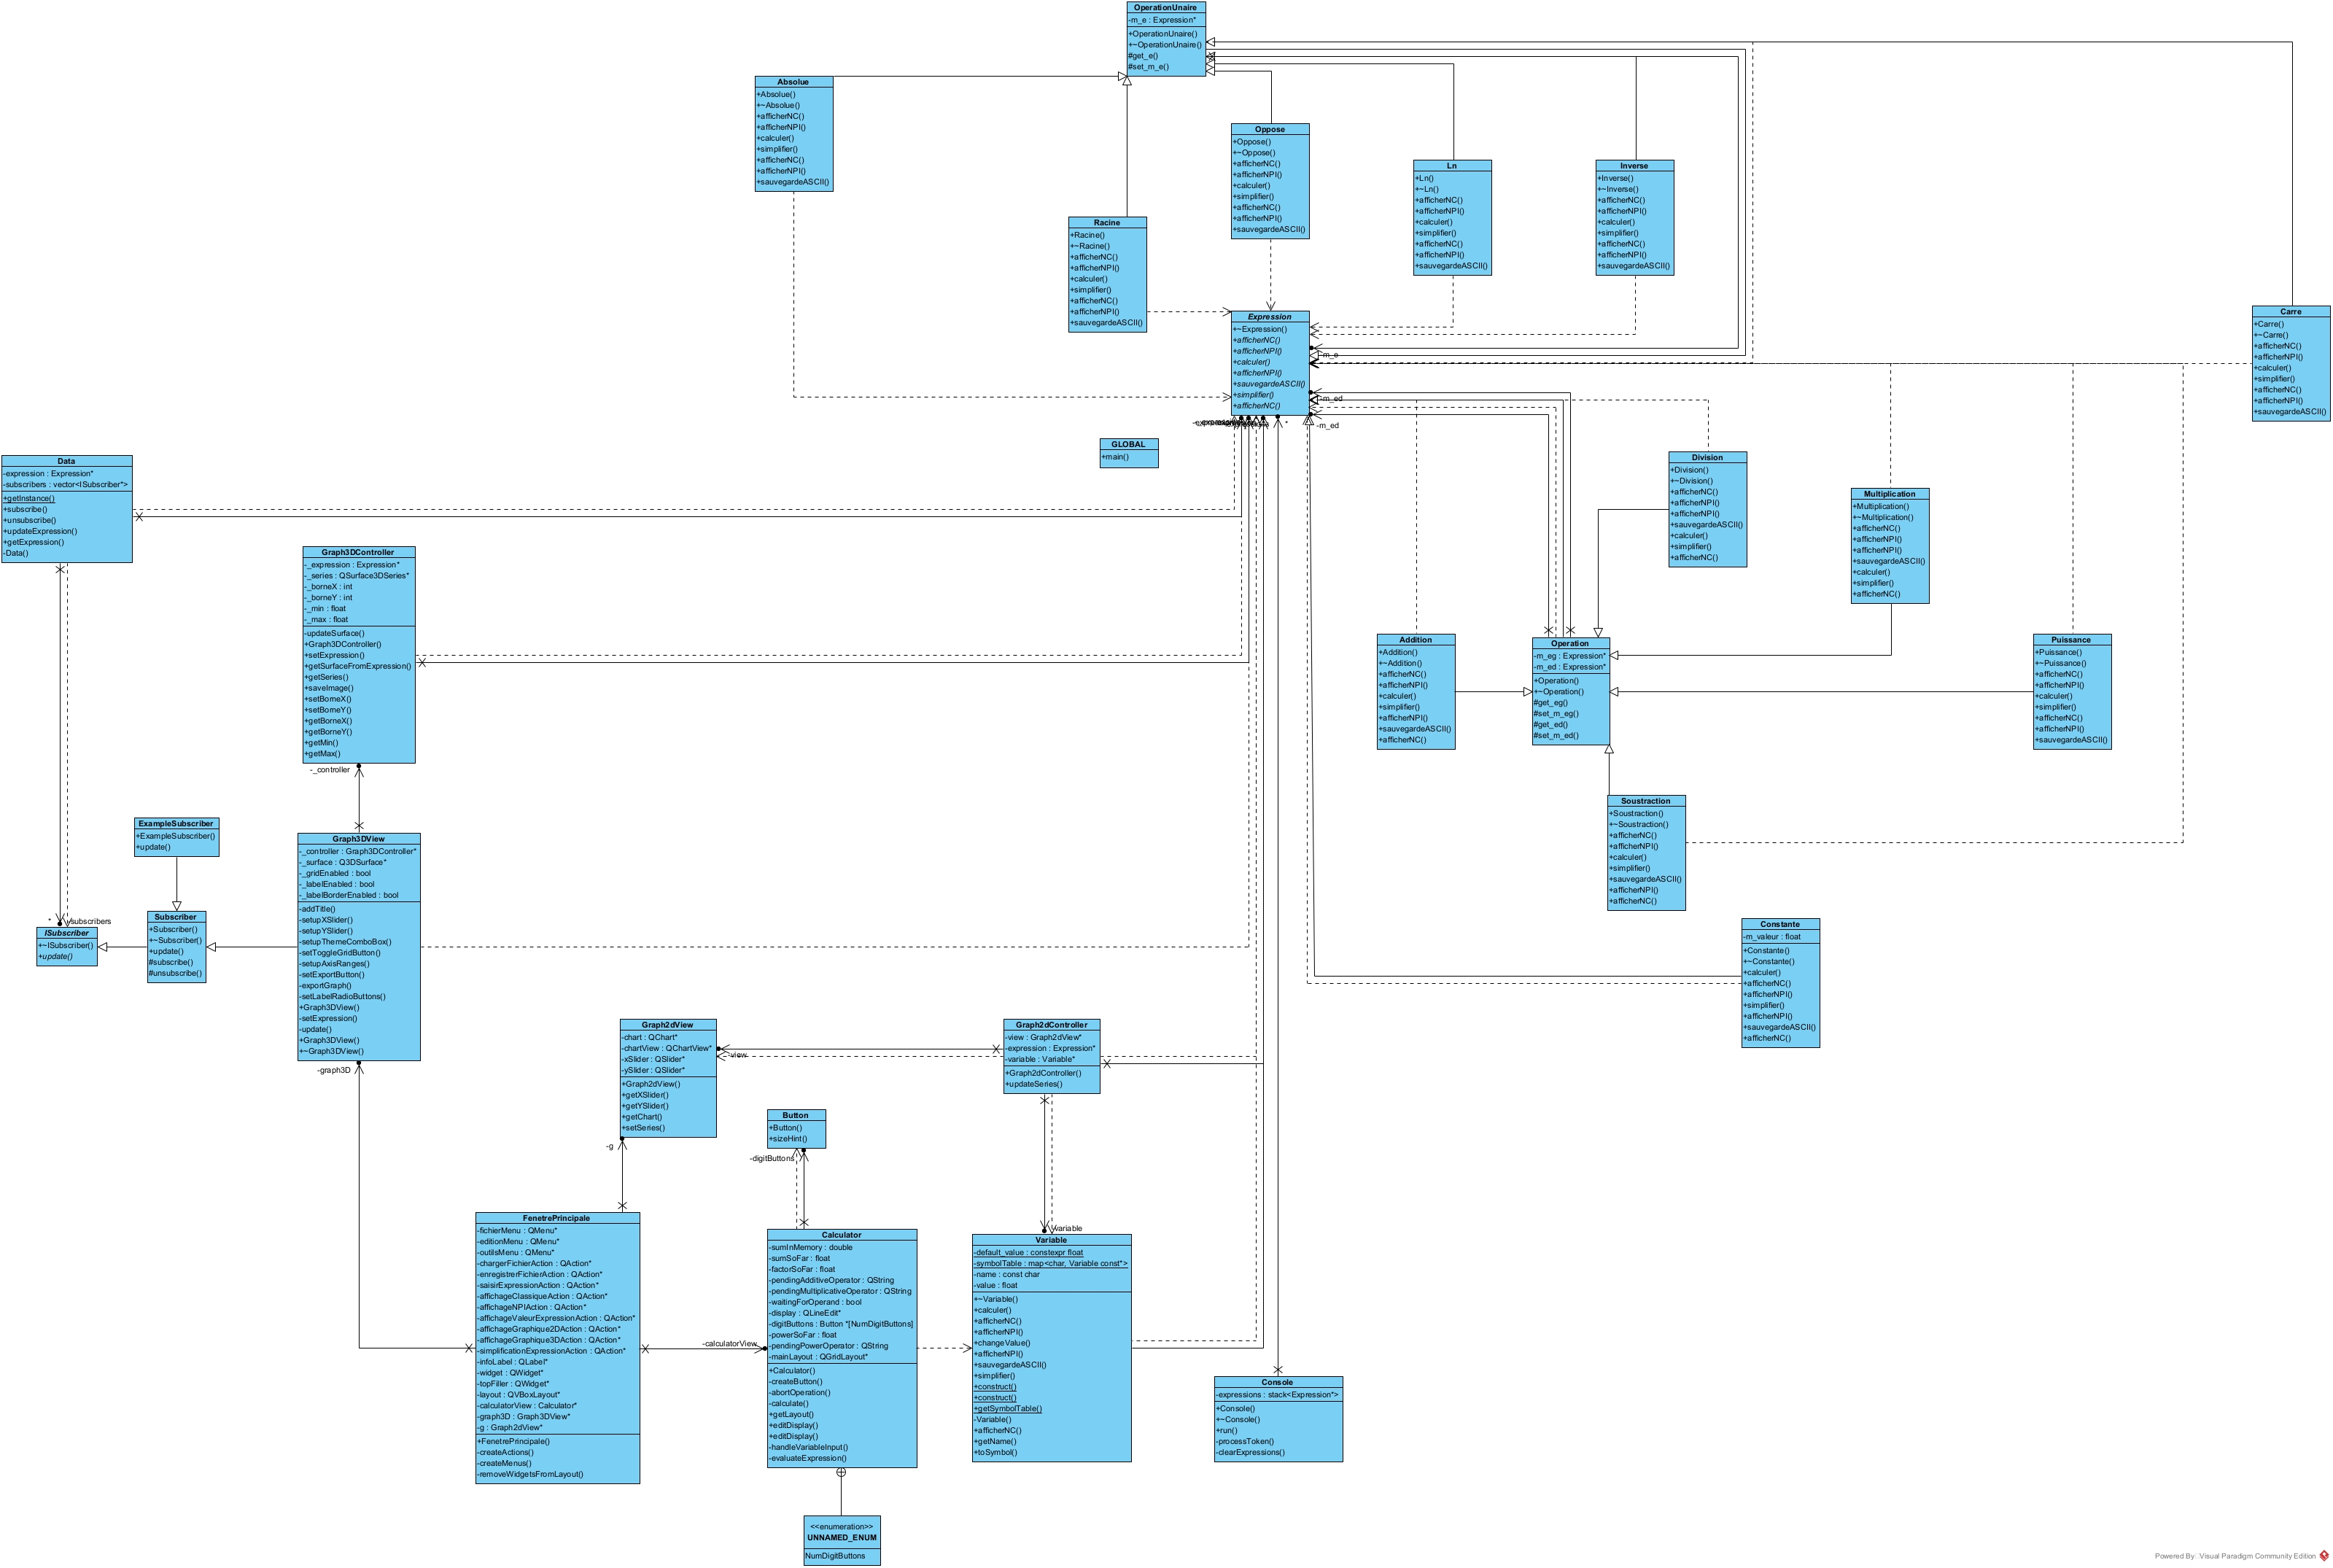 OperationUnaire
-m_e : Expression*
+OperationUnaire()
+~OperationUnaire()
#get_e()
#set_m_e()
Absolue
+Absolue()
+~Absolue()
+afficherNC()
+afficherNPI()
+calculer()
+simplifier()
+afficherNC()
+afficherNPI()
+sauvegardeASCII()
Oppose
+Oppose()
+~Oppose()
+afficherNC()
+afficherNPI()
+calculer()
+simplifier()
+afficherNC()
+afficherNPI()
+sauvegardeASCII()
Ln
+Ln()
+~Ln()
+afficherNC()
+afficherNPI()
+calculer()
+simplifier()
+afficherNC()
+afficherNPI()
+sauvegardeASCII()
Inverse
+Inverse()
+~Inverse()
+afficherNC()
+afficherNPI()
+calculer()
+simplifier()
+afficherNC()
+afficherNPI()
+sauvegardeASCII()
Racine
+Racine()
+~Racine()
+afficherNC()
+afficherNPI()
+calculer()
+simplifier()
+afficherNC()
+afficherNPI()
+sauvegardeASCII()
Carre
+Carre()
+~Carre()
+afficherNC()
+afficherNPI()
+calculer()
+simplifier()
+afficherNC()
+afficherNPI()
+sauvegardeASCII()
Expression
+~Expression()
+afficherNC()
+afficherNPI()
+calculer()
+afficherNPI()
+sauvegardeASCII()
+simplifier()
+afficherNC()
-m_e
-m_ed
-m_ed
*
GLOBAL
+main()
Data
-expression : Expression*
-subscribers : vector<ISubscriber*>
+getInstance()
+subscribe()
+unsubscribe()
+updateExpression()
+getExpression()
-Data()
Division
+Division()
+~Division()
+afficherNC()
+afficherNPI()
+afficherNPI()
+sauvegardeASCII()
+calculer()
+simplifier()
+afficherNC()
Multiplication
+Multiplication()
+~Multiplication()
+afficherNC()
+afficherNPI()
+afficherNPI()
+sauvegardeASCII()
+calculer()
+simplifier()
+afficherNC()
Graph3DController
-_expression : Expression*
-_series : QSurface3DSeries*
-_borneX : int
-_borneY : int
-_min : float
-_max : float
-updateSurface()
+Graph3DController()
+setExpression()
+getSurfaceFromExpression()
+getSeries()
+saveImage()
+setBorneX()
+setBorneY()
+getBorneX()
+getBorneY()
+getMin()
+getMax()
-_controller
Addition
+Addition()
+~Addition()
+afficherNC()
+afficherNPI()
+calculer()
+simplifier()
+afficherNPI()
+sauvegardeASCII()
+afficherNC()
Operation
-m_eg : Expression*
-m_ed : Expression*
+Operation()
+~Operation()
#get_eg()
#set_m_eg()
#get_ed()
#set_m_ed()
Puissance
+Puissance()
+~Puissance()
+afficherNC()
+afficherNPI()
+calculer()
+simplifier()
+afficherNC()
+afficherNPI()
+sauvegardeASCII()
Soustraction
+Soustraction()
+~Soustraction()
+afficherNC()
+afficherNPI()
+calculer()
+simplifier()
+sauvegardeASCII()
+afficherNPI()
+afficherNC()
ExampleSubscriber
+ExampleSubscriber()
+update()
Graph3DView
-_controller : Graph3DController*
-_surface : Q3DSurface*
-_gridEnabled : bool
-_labelEnabled : bool
-_labelBorderEnabled : bool
-addTitle()
-setupXSlider()
-setupYSlider()
-setupThemeComboBox()
-setToggleGridButton()
-setupAxisRanges()
-setExportButton()
-exportGraph()
-setLabelRadioButtons()
+Graph3DView()
-setExpression()
-update()
+Graph3DView()
+~Graph3DView()
-graph3D
* -subscribers
ISubscriber
+~ISubscriber()
+update()
Subscriber
+Subscriber()
+~Subscriber()
+update()
#subscribe()
#unsubscribe()
Constante
-m_valeur : float
+Constante()
+~Constante()
+calculer()
+afficherNC()
+afficherNPI()
+simplifier()
+afficherNPI()
+sauvegardeASCII()
+afficherNC()
Graph2dView
-chart : QChart*
-chartView : QChartView*
-xSlider : QSlider*
-ySlider : QSlider*
+Graph2dView()
+getXSlider()
+getYSlider()
+getChart()
+setSeries()
-view
-g
Graph2dController
-view : Graph2dView*
-expression : Expression*
-variable : Variable*
+Graph2dController()
+updateSeries()
Button
+Button()
+sizeHint()
-digitButtons
FenetrePrincipale
-fichierMenu : QMenu*
-editionMenu : QMenu*
-outilsMenu : QMenu*
-chargerFichierAction : QAction*
-enregistrerFichierAction : QAction*
-saisirExpressionAction : QAction*
-affichageClassiqueAction : QAction*
-affichageNPIAction : QAction*
-affichageValeurExpressionAction : QAction*
-affichageGraphique2DAction : QAction*
-affichageGraphique3DAction : QAction*
-simplificationExpressionAction : QAction*
-infoLabel : QLabel*
-widget : QWidget*
-topFiller : QWidget*
-layout : QVBoxLayout*
-calculatorView : Calculator*
-graph3D : Graph3DView*
-g : Graph2dView*
+FenetrePrincipale()
-createActions()
-createMenus()
-removeWidgetsFromLayout()
-calculatorView
Calculator
-sumInMemory : double
-sumSoFar : float
-factorSoFar : float
-pendingAdditiveOperator : QString
-pendingMultiplicativeOperator : QString
-waitingForOperand : bool
-display : QLineEdit*
-digitButtons : Button *[NumDigitButtons]
-powerSoFar : float
-pendingPowerOperator : QString
-mainLayout : QGridLayout*
+Calculator()
-createButton()
-abortOperation()
-calculate()
+getLayout()
+editDisplay()
+editDisplay()
-handleVariableInput()
-evaluateExpression()
-variable
Variable
-default_value : constexpr float
-symbolTable : map<char, Variable const*>
-name : const char
-value : float
+~Variable()
+calculer()
+afficherNC()
+afficherNPI()
+changeValue()
+afficherNPI()
+sauvegardeASCII()
+simplifier()
+construct()
+construct()
+getSymbolTable()
-Variable()
+afficherNC()
+getName()
+toSymbol()
Console
-expressions : stack<Expression*>
+Console()
+~Console()
+run()
-processToken()
-clearExpressions()
<<enumeration>>
UNNAMED_ENUM
NumDigitButtons
Powered By: Visual Paradigm Community Edition